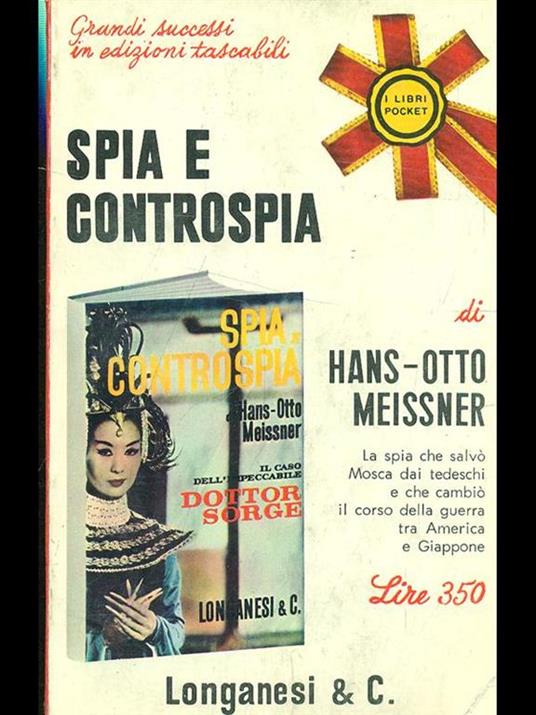 Grandi successi
in edizioni tascabili
I LIBRI
POCKET
SPIA E
CONTROSPIA
SPIA,
CONTROSPIA
di Hans-Otto
Meissner
IL CASO
DELL'IMPECCABILE
DOTTOR
SORGE
LONGANESI & C.
di
HANS-OTTO
MEISSNER
La spia che salvò
Mosca dai tedeschi
e che cambiò
il corso della guerra
tra America
e Giappone
Lire 350
Longanesi & C.